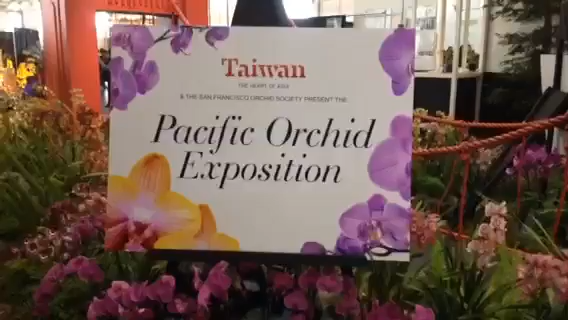 Taiwan
THE HEART OF ASIA
& THE SAN FRANCISCO ORCHID SOCIETY PRESENT THE
Pacific Orchid
Exposition